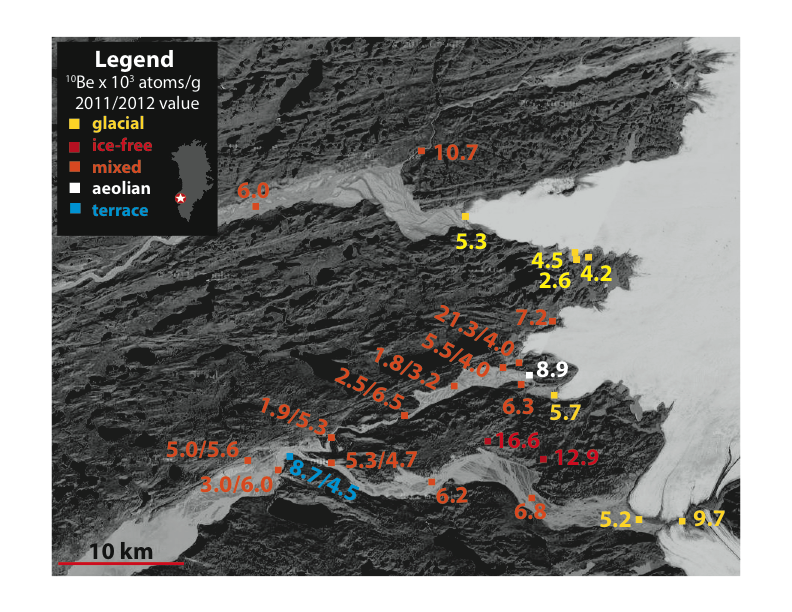 Legend
¹⁰Be x 10³ atoms/g
2011/2012 value
glacial
ice-free
mixed
aeolian
terrace
10.7
6.0
5.3
4.5
4.2
2.6
7.2
21.3/4.0
5.5/4.0
1.8/3.2
8.9
2.5/6.5
6.3
5.7
1.9/5.3
16.6
5.0/5.6
5.3/4.7
12.9
3.0/6.0
8.7/4.5
6.2
6.8
5.2
9.7
10 km